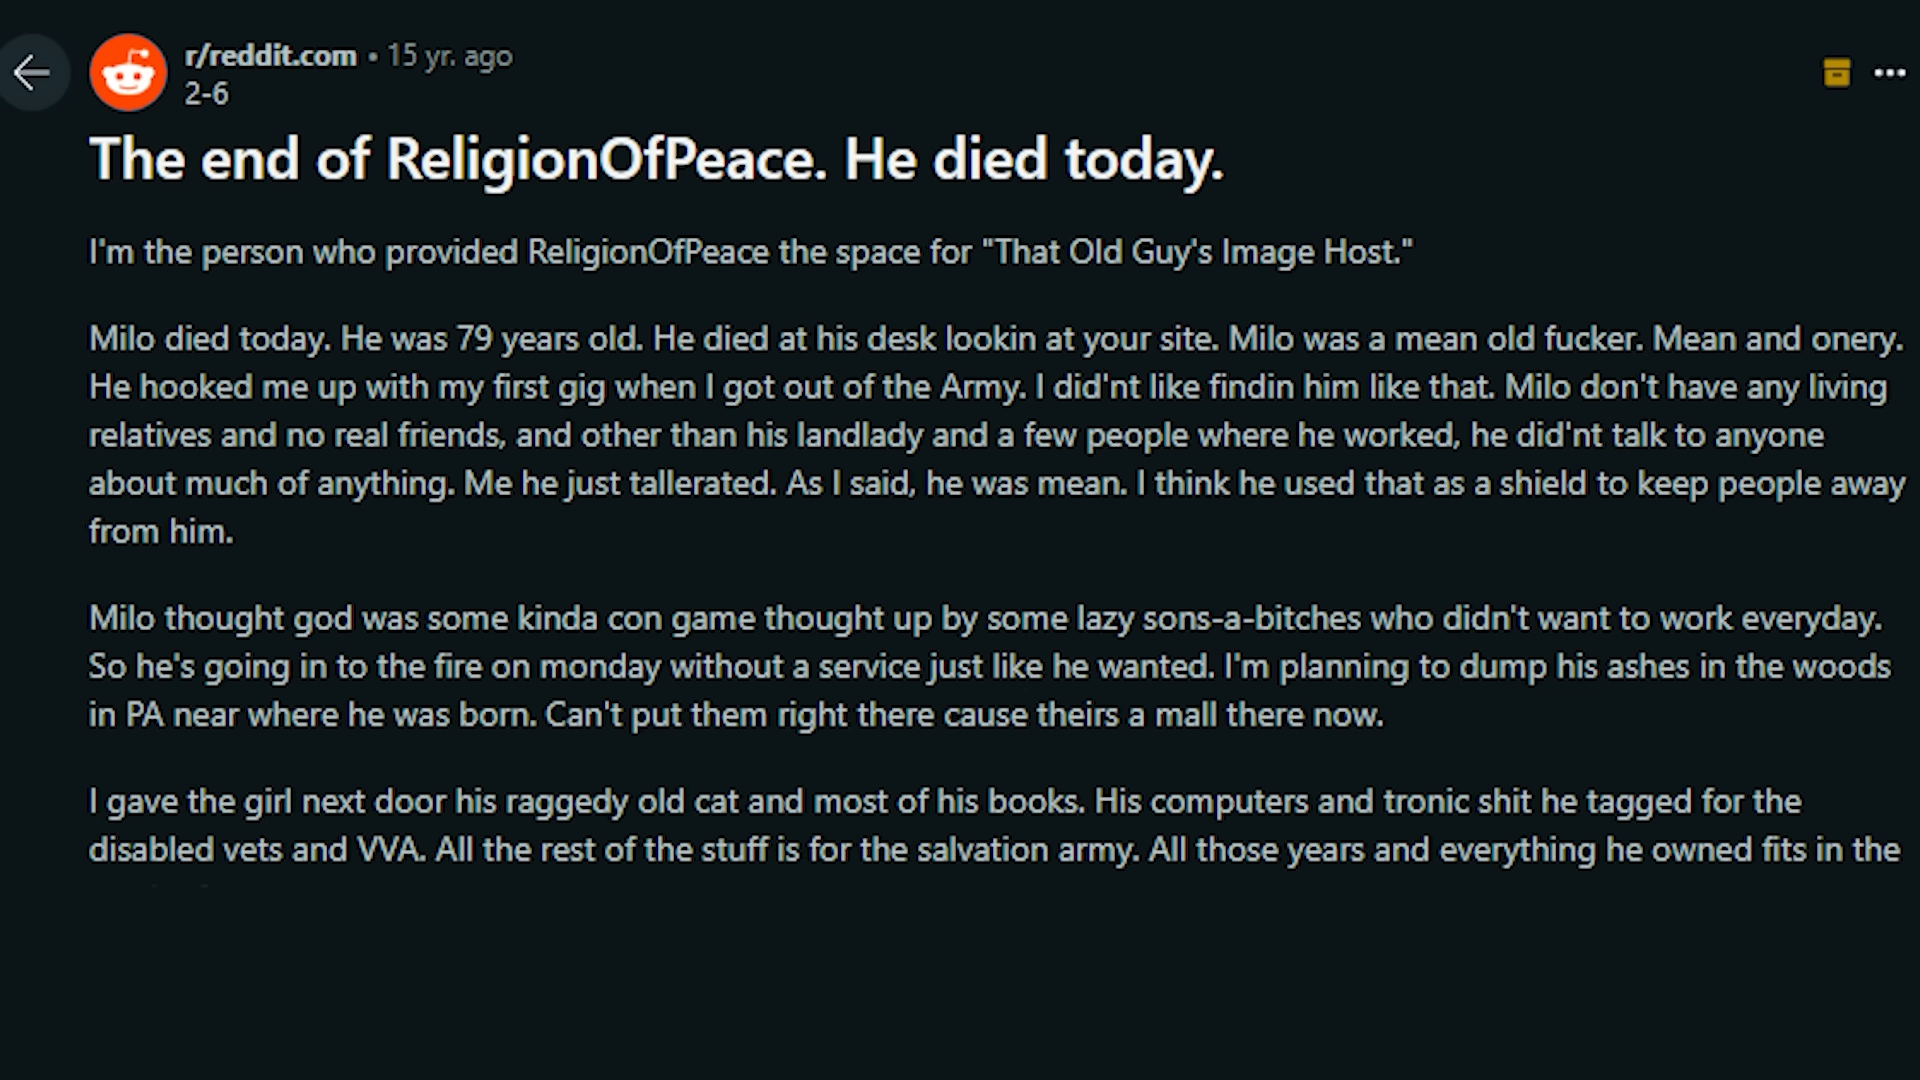 r/reddit.com • 15 yr. ago
2-6
The end of ReligionOfPeace. He died today.
I'm the person who provided ReligionOfPeace the space for "That Old Guy's Image Host."
Milo died today. He was 79 years old. He died at his desk lookin at your site. Milo was a mean old fucker. Mean and onery.
He hooked me up with my first gig when I got out of the Army. I did'nt like findin him like that. Milo don't have any living
relatives and no real friends, and other than his landlady and a few people where he worked, he did'nt talk to anyone
about much of anything. Me he just tallerated. As I said, he was mean. I think he used that as a shield to keep people away
from him.
Milo thought god was some kinda con game thought up by some lazy sons-a-bitches who didn't want to work everyday.
So he's going in to the fire on monday without a service just like he wanted. I'm planning to dump his ashes in the woods
in PA near where he was born. Can't put them right there cause theirs a mall there now.
I gave the girl next door his raggedy old cat and most of his books. His computers and tronic shit he tagged for the
disabled vets and VVA. All the rest of the stuff is for the salvation army. All those years and everything he owned fits in the